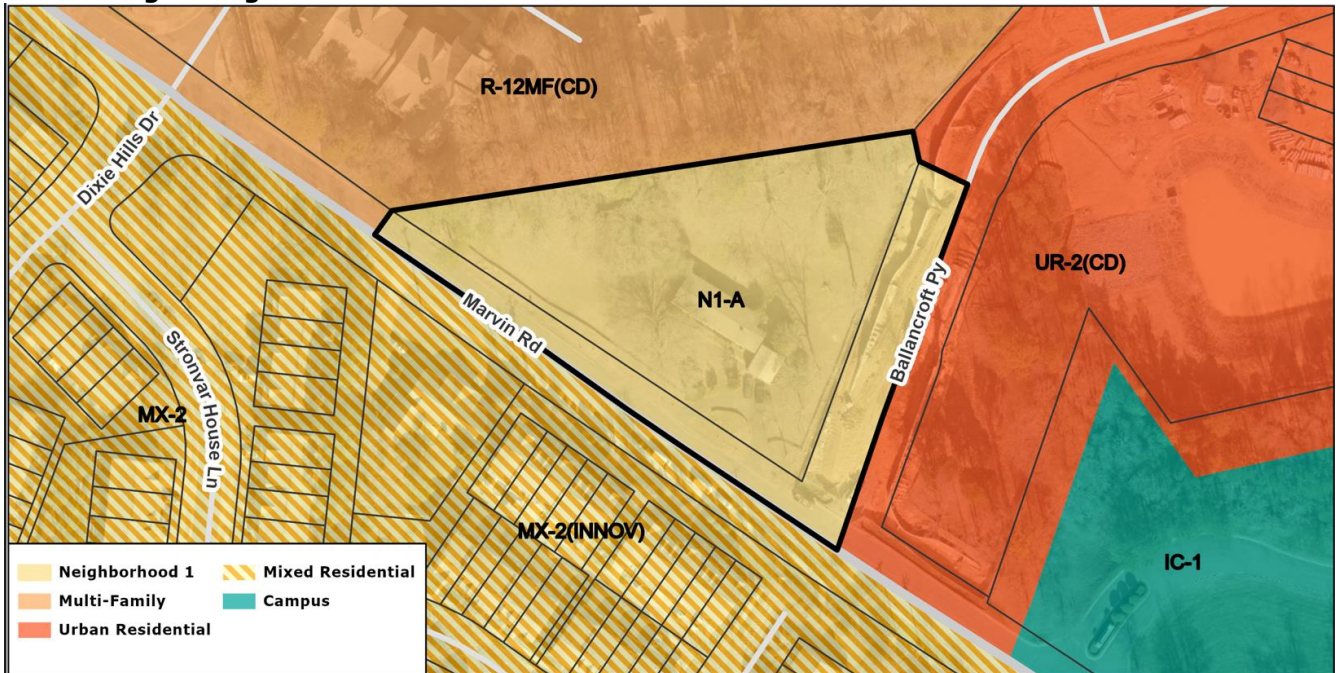 R-12MF(CD)
Dixie Hills Dr
UR-2(CD)
N1-A
Marvin Rd
Ballancroft Py
Stronvar House Ln
MX-2
MX-2(INNOV)
IC-1
Neighborhood 1
Multi-Family
Urban Residential
Mixed Residential
Campus